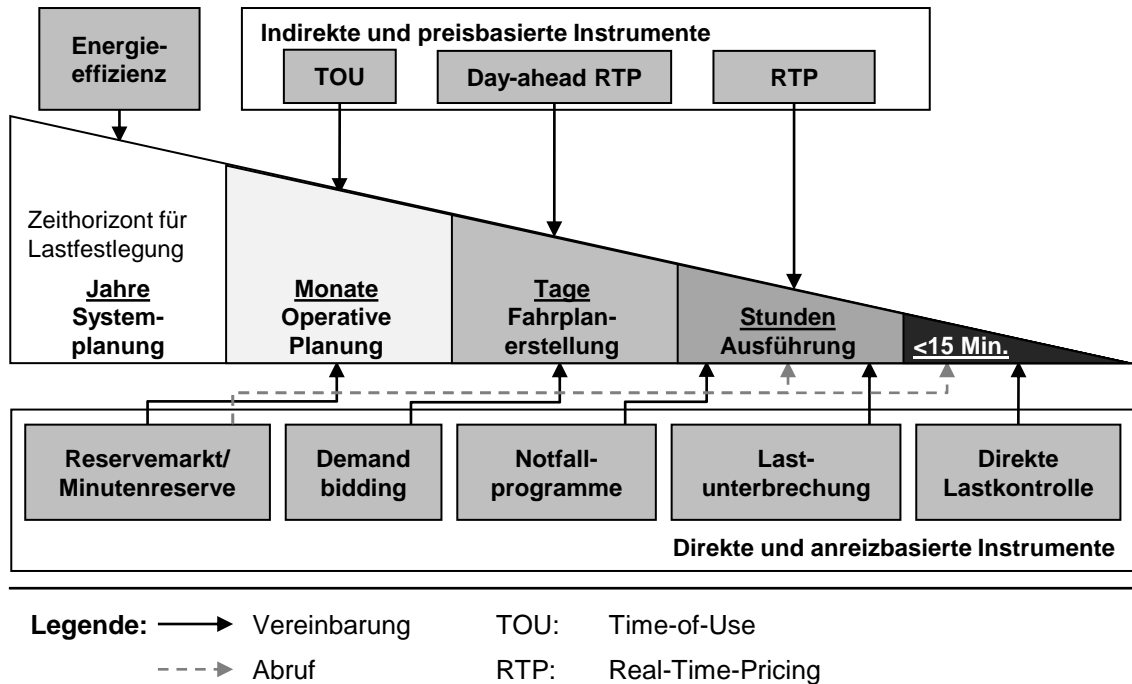 Energie-
effizienz
Indirekte und preisbasierte Instrumente
TOU
Day-ahead RTP
RTP
Zeithorizont für
Lastfestlegung
Jahre
System-
planung
Monate
Operative
Planung
Tage
Fahrplan-
erstellung
Stunden
Ausführung
<15 Min.
Reservemarkt/
Minutenreserve
Demand
bidding
Notfall-
programme
Last-
unterbrechung
Direkte
Lastkontrolle
Direkte und anreizbasierte Instrumente
Legende: Vereinbarung TOU: Time-of-Use
Abruf RTP: Real-Time-Pricing